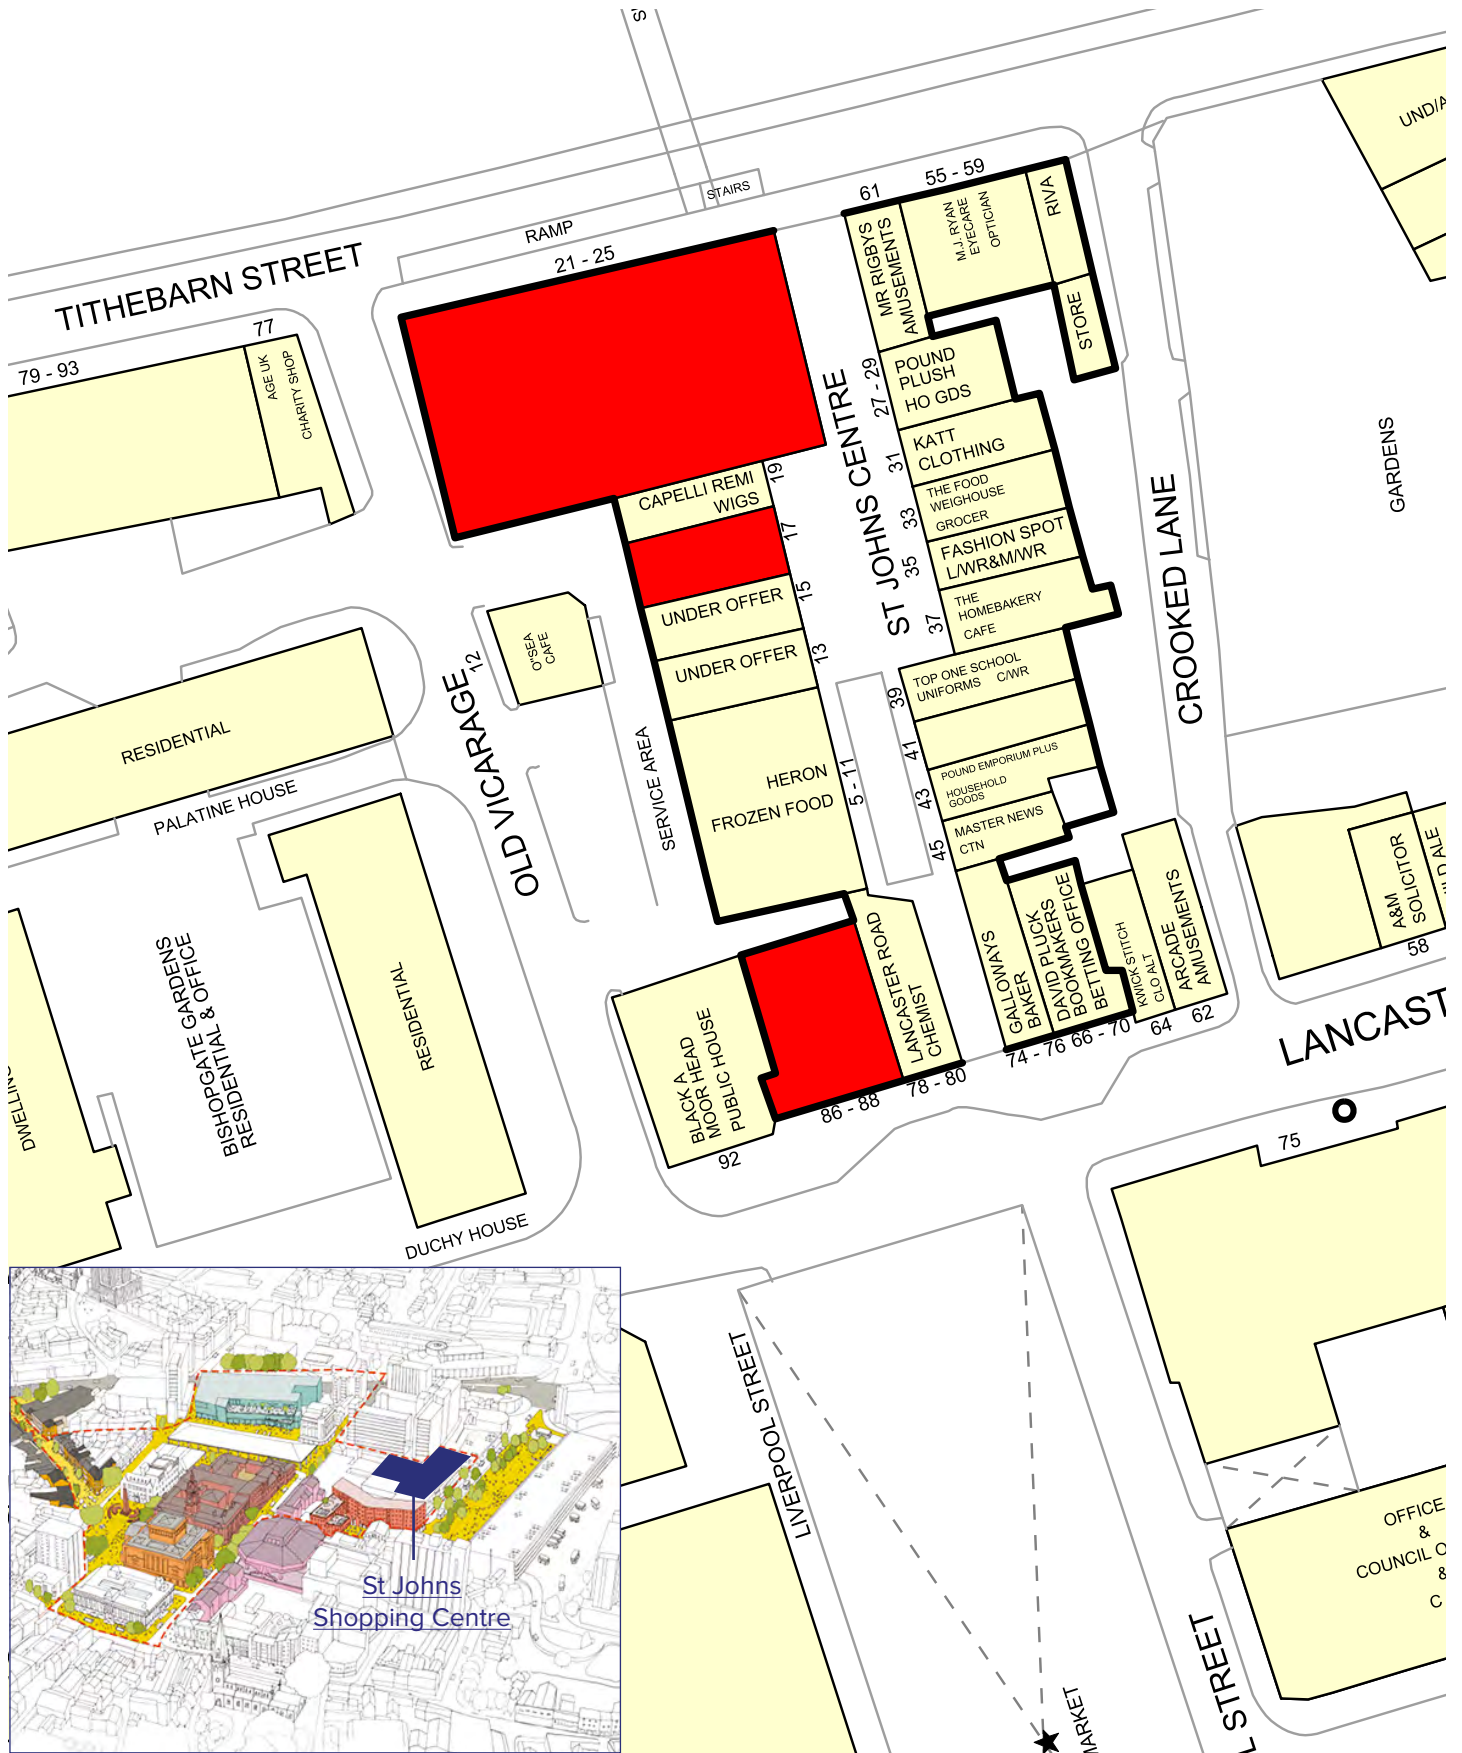 STAIRS
RAMP
21 - 25
TITHEBARN STREET
77
79 - 93
AGE UK
CHARITY SHOP
61
55 - 59
MR RIGBYS
AMUSEMENTS
M.J. RYAN
EYECARE
OPTICIAN
RIVA
STORE
UND/A
27 - 29
POUND
PLUSH
HO GDS
ST JOHNS CENTRE
31
KATT
CLOTHING
33
THE FOOD
WEIGHOUSE
GROCER
35
FASHION SPOT
L/WR&M/WR
37
THE
HOMEBAKERY
CAFE
19
CAPELLI REMI
WIGS
17
15
UNDER OFFER
13
UNDER OFFER
GARDENS
CROOKED LANE
O'SEA
CAFE
12
OLD VICARAGE
SERVICE AREA
RESIDENTIAL
PALATINE HOUSE
39
TOP ONE SCHOOL
UNIFORMS C/WR
41
43
POUND EMPORIUM PLUS
HOUSEHOLD
GOODS
45
MASTER NEWS
CTN
5 - 11
HERON
FROZEN FOOD
GALLOWAYS
BAKER
DAVID PLUCK
BOOKMAKERS
BETTING OFFICE
KWICK STITCH
CLO ALT
ARCADE
AMUSEMENTS
74 - 76
66 - 70
64
62
LANCASTER ROAD
CHEMIST
78 - 80
86 - 88
BLACK A
MOOR HEAD
PUBLIC HOUSE
92
A&M
SOLICITOR
D ALE
58
LANCAST
75
DWELLING
BISHOPGATE GARDENS
RESIDENTIAL & OFFICE
RESIDENTIAL
DUCHY HOUSE
LIVERPOOL STREET
MARKET
L STREET
OFFICE
&
COUNCIL O
&
C
St Johns
Shopping Centre